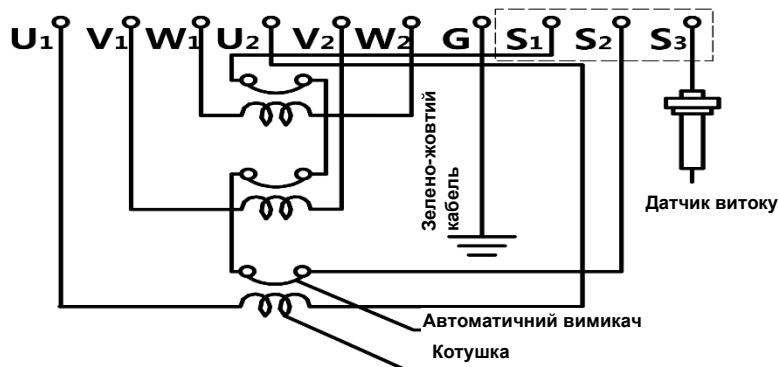 U1 V1 W1 U2 V2 W2 G S1 S2 S3
Зелено-жовтий
кабель
Датчик витоку
Автоматичний вимикач
Котушка